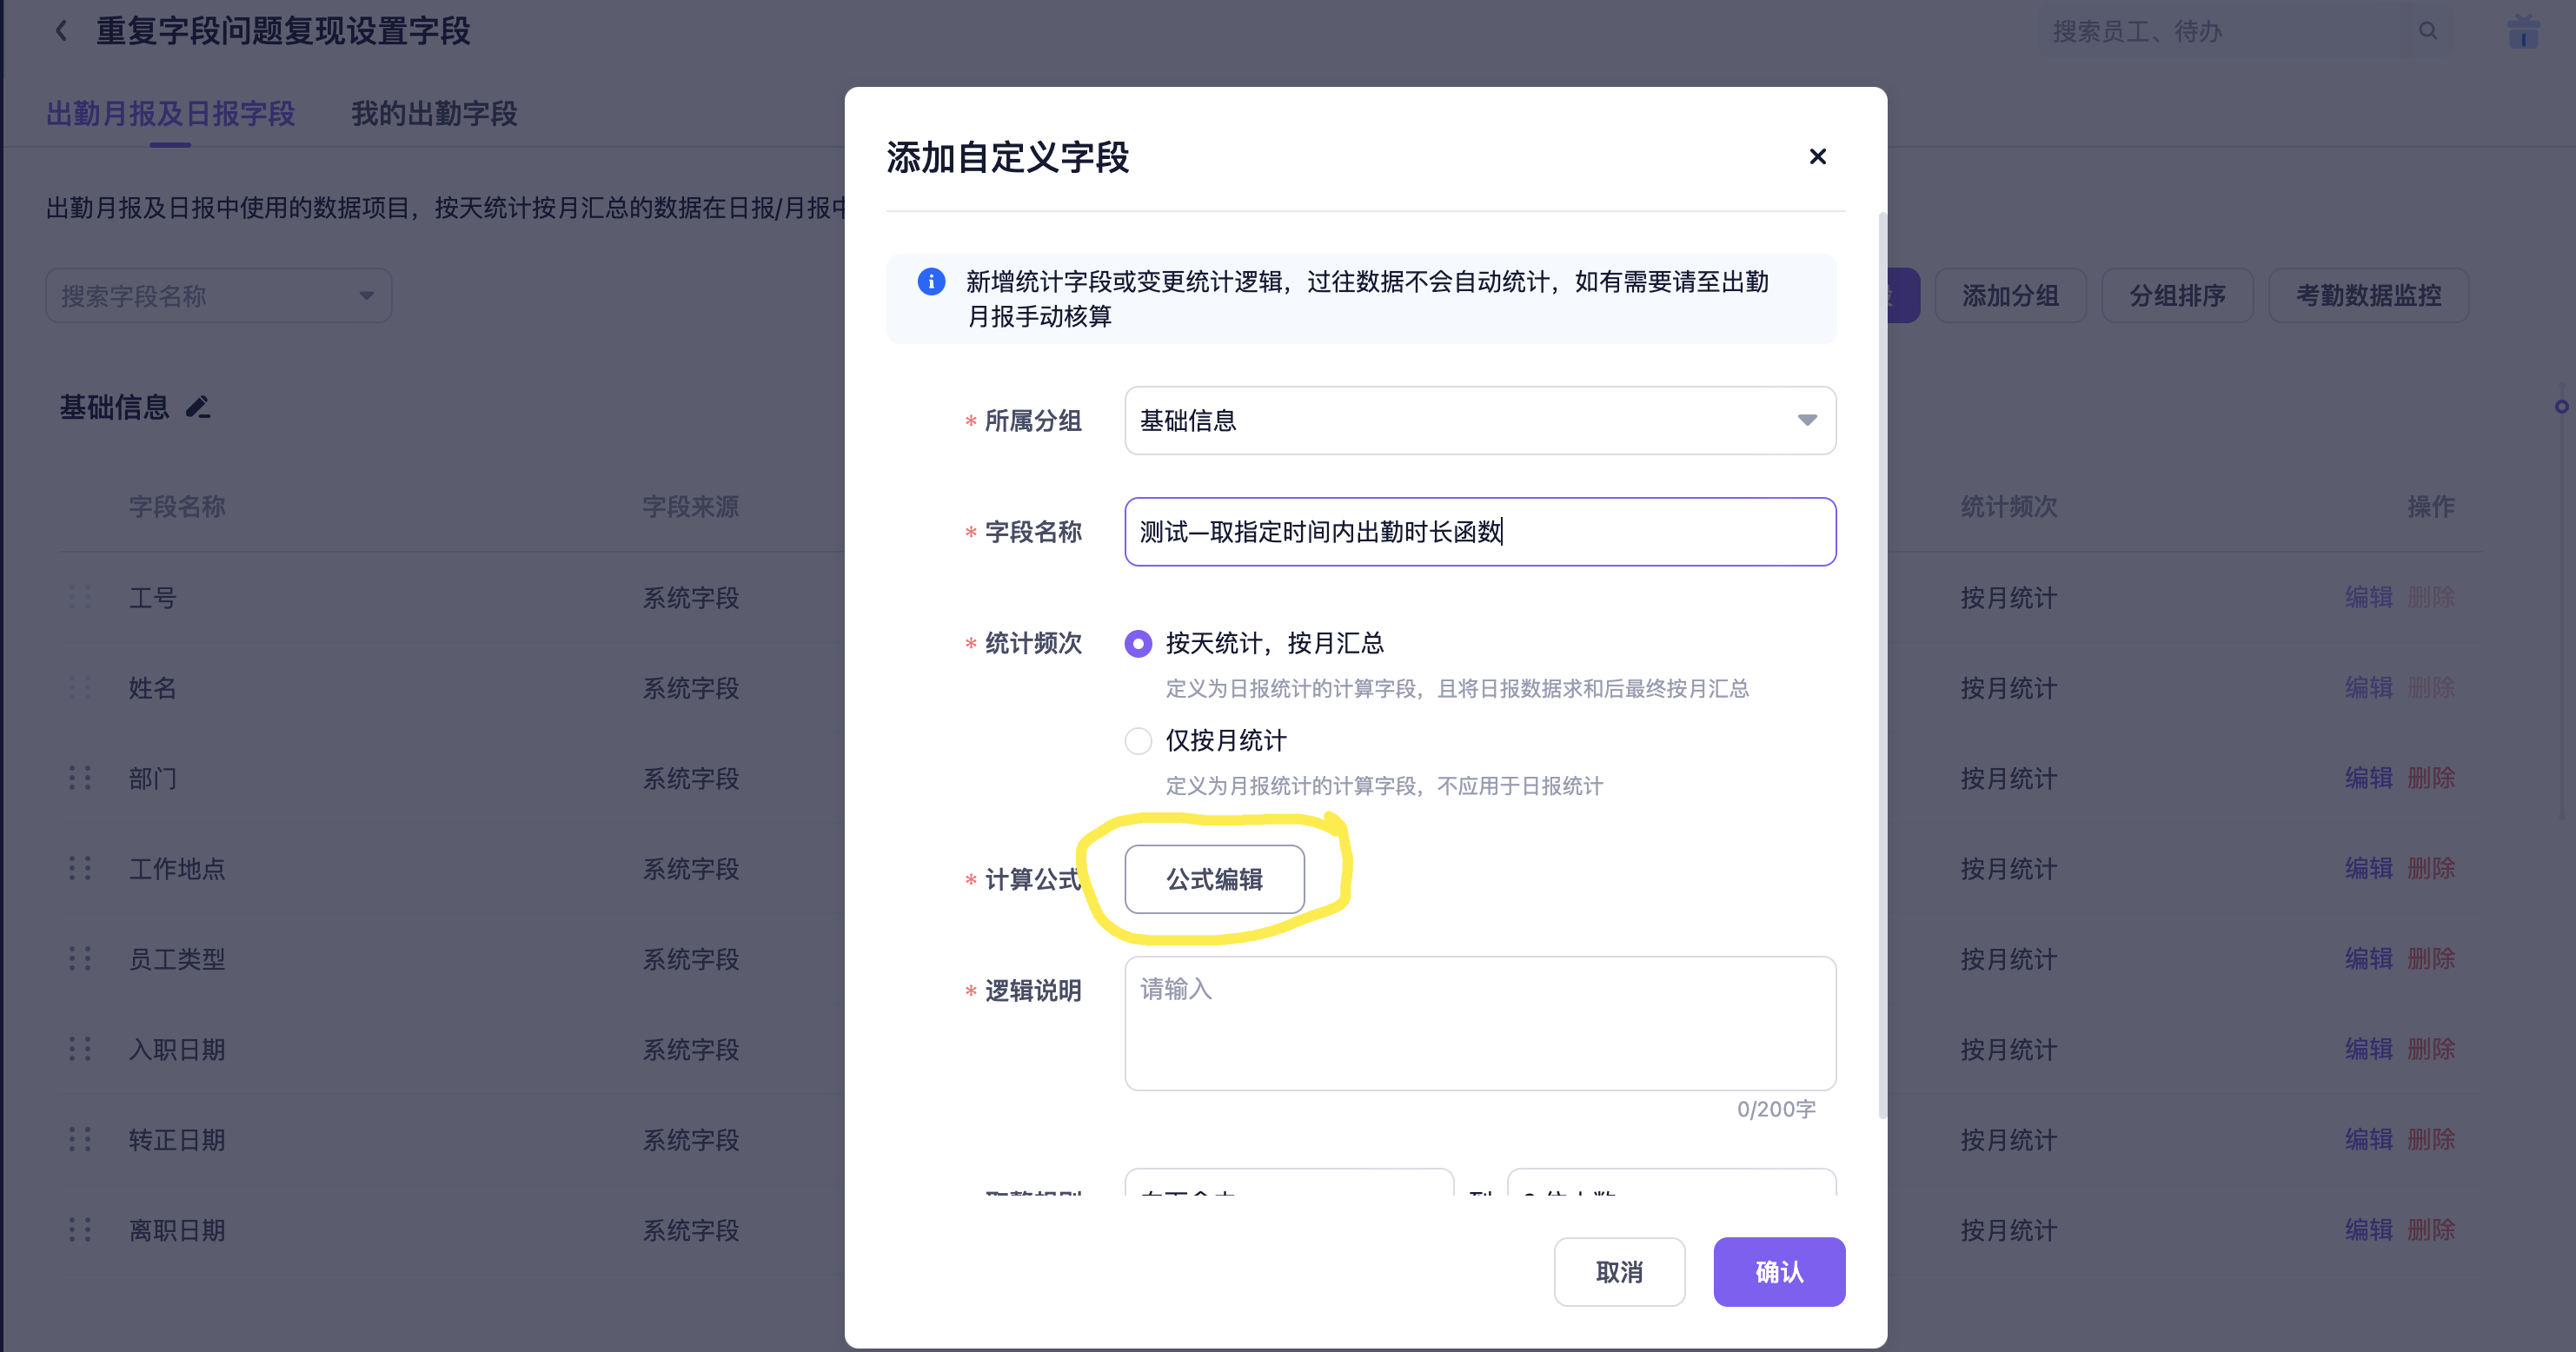 重复字段问题复现设置字段
搜索员工、待办
出勤月报及日报字段 我的出勤字段
出勤月报及日报中使用的数据项目，按天统计按月汇总的数据在日报/月报中
搜索字段名称
添加分组 分组排序 考勤数据监控
基础信息
字段名称 字段来源 统计频次 操作
工号 系统字段 按月统计 编辑 删除
姓名 系统字段 按月统计 编辑 删除
部门 系统字段 按月统计 编辑 删除
工作地点 系统字段 按月统计 编辑 删除
员工类型 系统字段 按月统计 编辑 删除
入职日期 系统字段 按月统计 编辑 删除
转正日期 系统字段 按月统计 编辑 删除
离职日期 系统字段 按月统计 编辑 删除
添加自定义字段
新增统计字段或变更统计逻辑，过往数据不会自动统计，如有需要请至出勤
月报手动核算
* 所属分组 基础信息
* 字段名称 测试—取指定时间内出勤时长函数
* 统计频次 按天统计，按月汇总
定义为日报统计的计算字段，且将日报数据求和后最终按月汇总
仅按月统计
定义为月报统计的计算字段，不应用于日报统计
* 计算公式 公式编辑
* 逻辑说明 请输入
0/200字
取消 确认